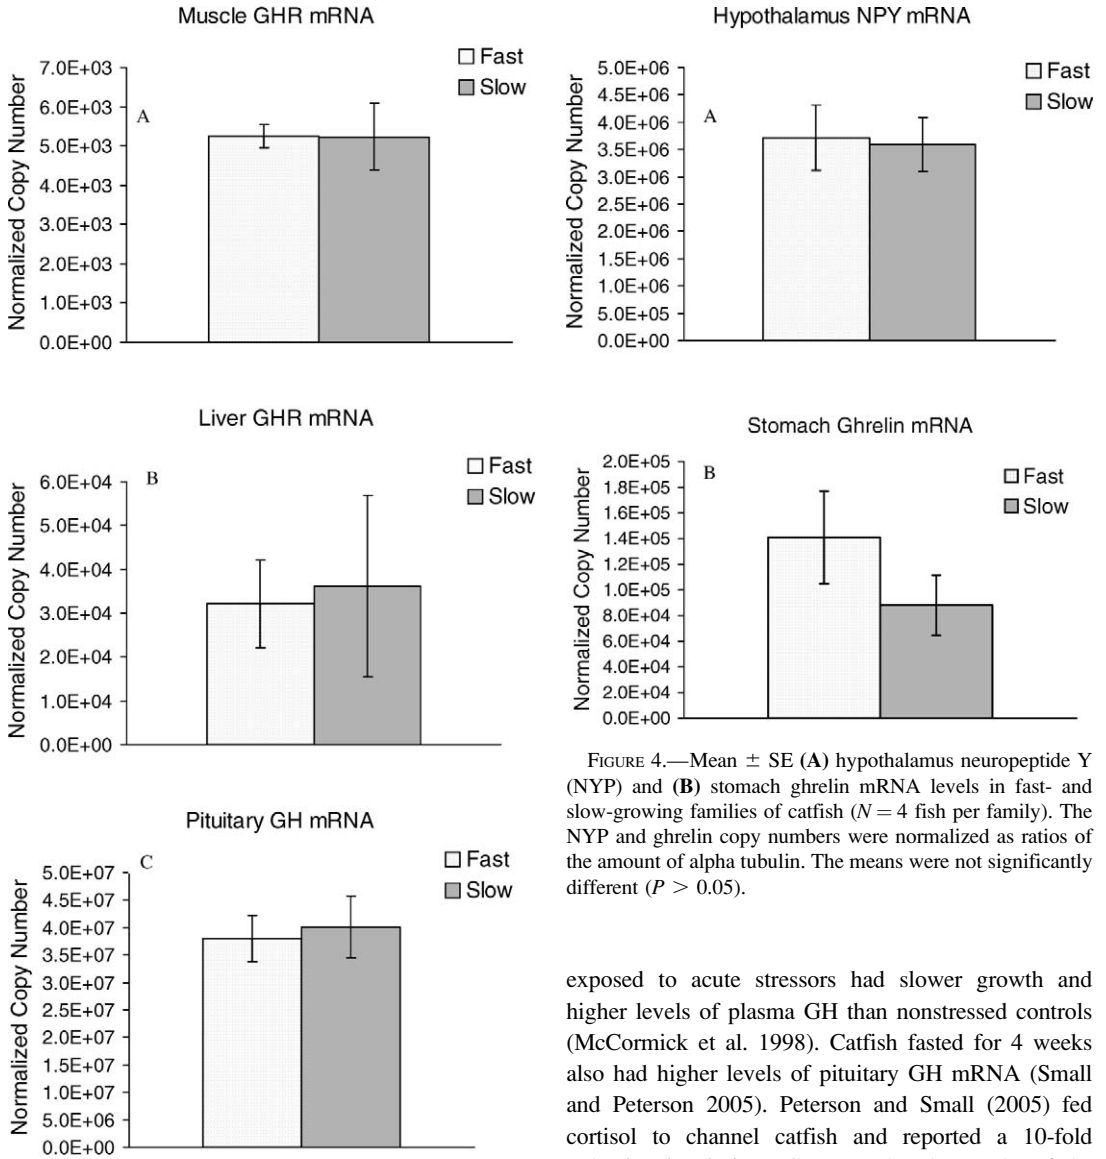 Muscle GHR mRNA
Normalized Copy Number
7.0E+03
6.0E+03
5.0E+03
4.0E+03
3.0E+03
2.0E+03
1.0E+03
0.0E+00
A
Fast
Slow
Liver GHR mRNA
Normalized Copy Number
6.0E+04
5.0E+04
4.0E+04
3.0E+04
2.0E+04
1.0E+04
0.0E+00
B
Fast
Slow
Pituitary GH mRNA
Normalized Copy Number
5.0E+07
4.5E+07
4.0E+07
3.5E+07
3.0E+07
2.5E+07
2.0E+07
1.5E+07
1.0E+07
5.0E+06
0.0E+00
C
Fast
Slow
Hypothalamus NPY mRNA
Normalized Copy Number
5.0E+06
4.5E+06
4.0E+06
3.5E+06
3.0E+06
2.5E+06
2.0E+06
1.5E+06
1.0E+06
5.0E+05
0.0E+00
A
Fast
Slow
Stomach Ghrelin mRNA
Normalized Copy Number
2.0E+05
1.8E+05
1.6E+05
1.4E+05
1.2E+05
1.0E+05
8.0E+04
6.0E+04
4.0E+04
2.0E+04
0.0E+00
B
Fast
Slow
FIGURE 4.—Mean ± SE (A) hypothalamus neuropeptide Y
(NYP) and (B) stomach ghrelin mRNA levels in fast- and
slow-growing families of catfish (N = 4 fish per family). The
NYP and ghrelin copy numbers were normalized as ratios of
the amount of alpha tubulin. The means were not significantly
different (P > 0.05).
exposed to acute stressors had slower growth and
higher levels of plasma GH than nonstressed controls
(McCormick et al. 1998). Catfish fasted for 4 weeks
also had higher levels of pituitary GH mRNA (Small
and Peterson 2005). Peterson and Small (2005) fed
cortisol to channel catfish and reported a 10-fold